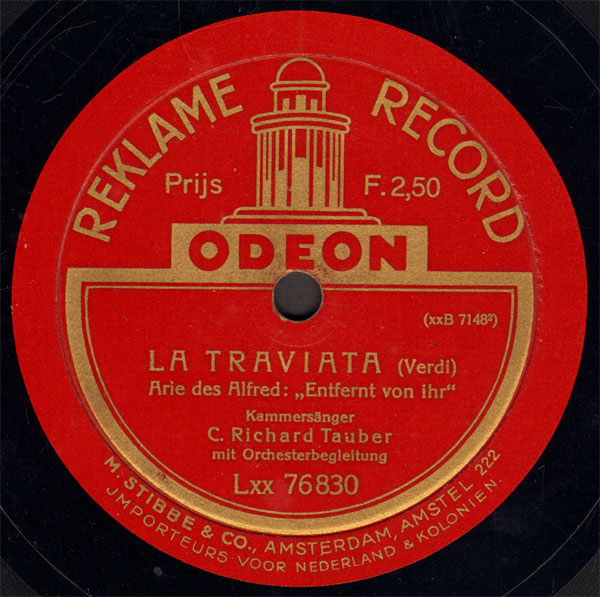 REKLAME RECORD
Prijs F. 2,50
ODEON
(xxB 7148²)
LA TRAVIATA (Verdi)
Arie des Alfred: „Entfernt von ihr“
Kammersänger
C. Richard Tauber
mit Orchesterbegleitung
Lxx 76830
M. STIBBE & CO., AMSTERDAM, AMSTEL 222
JMPORTEURS VOOR NEDERLAND & KOLONIEN.